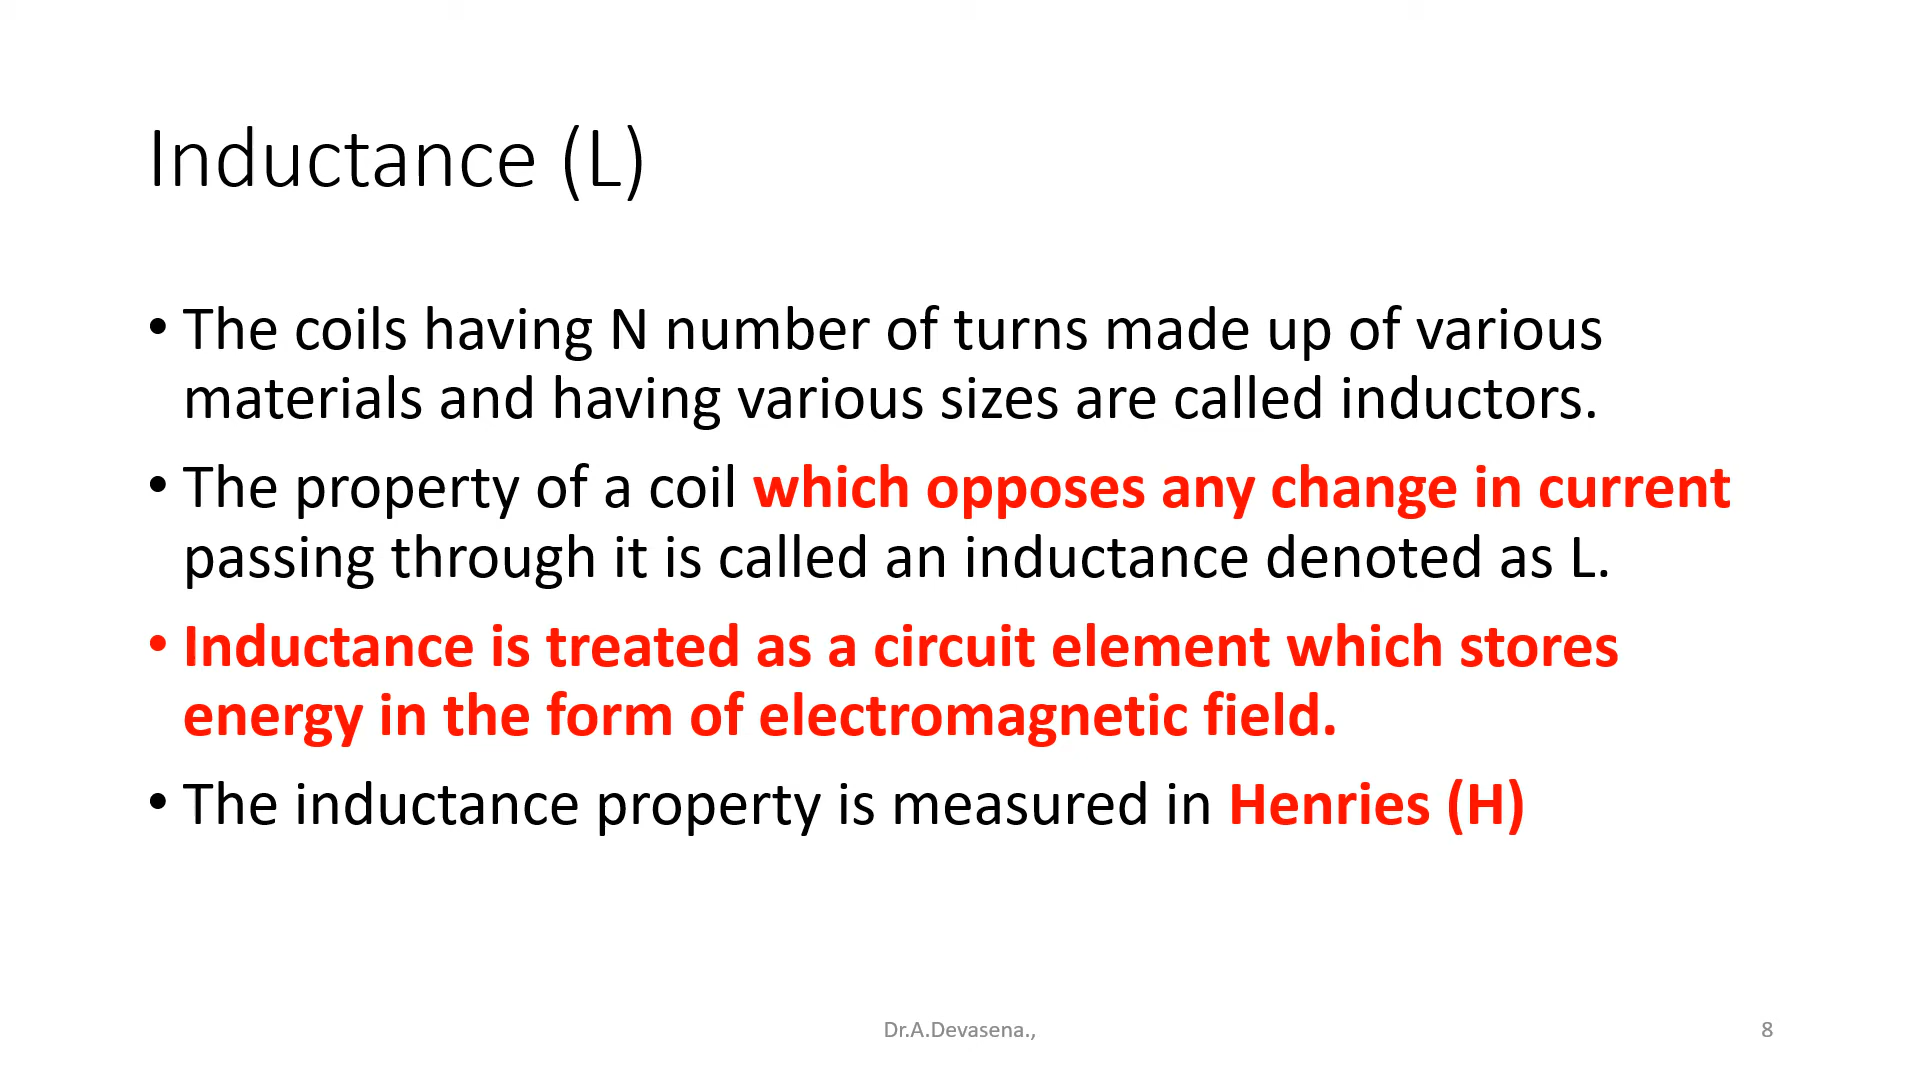 Inductance (L)
• The coils having N number of turns made up of various
materials and having various sizes are called inductors.
• The property of a coil which opposes any change in current
passing through it is called an inductance denoted as L.
• Inductance is treated as a circuit element which stores
energy in the form of electromagnetic field.
• The inductance property is measured in Henries (H)
Dr.A.Devasena.,
8